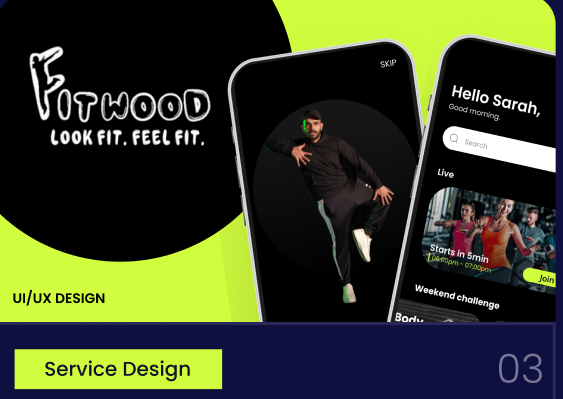 FITWOOD
LOOK FIT. FEEL FIT.
SKIP
Hello Sarah,
Good morning.
Search
Live
Starts in 5min
06:00pm - 07:00pm
Join
Weekend challenge
Body
UI/UX DESIGN
Service Design
03